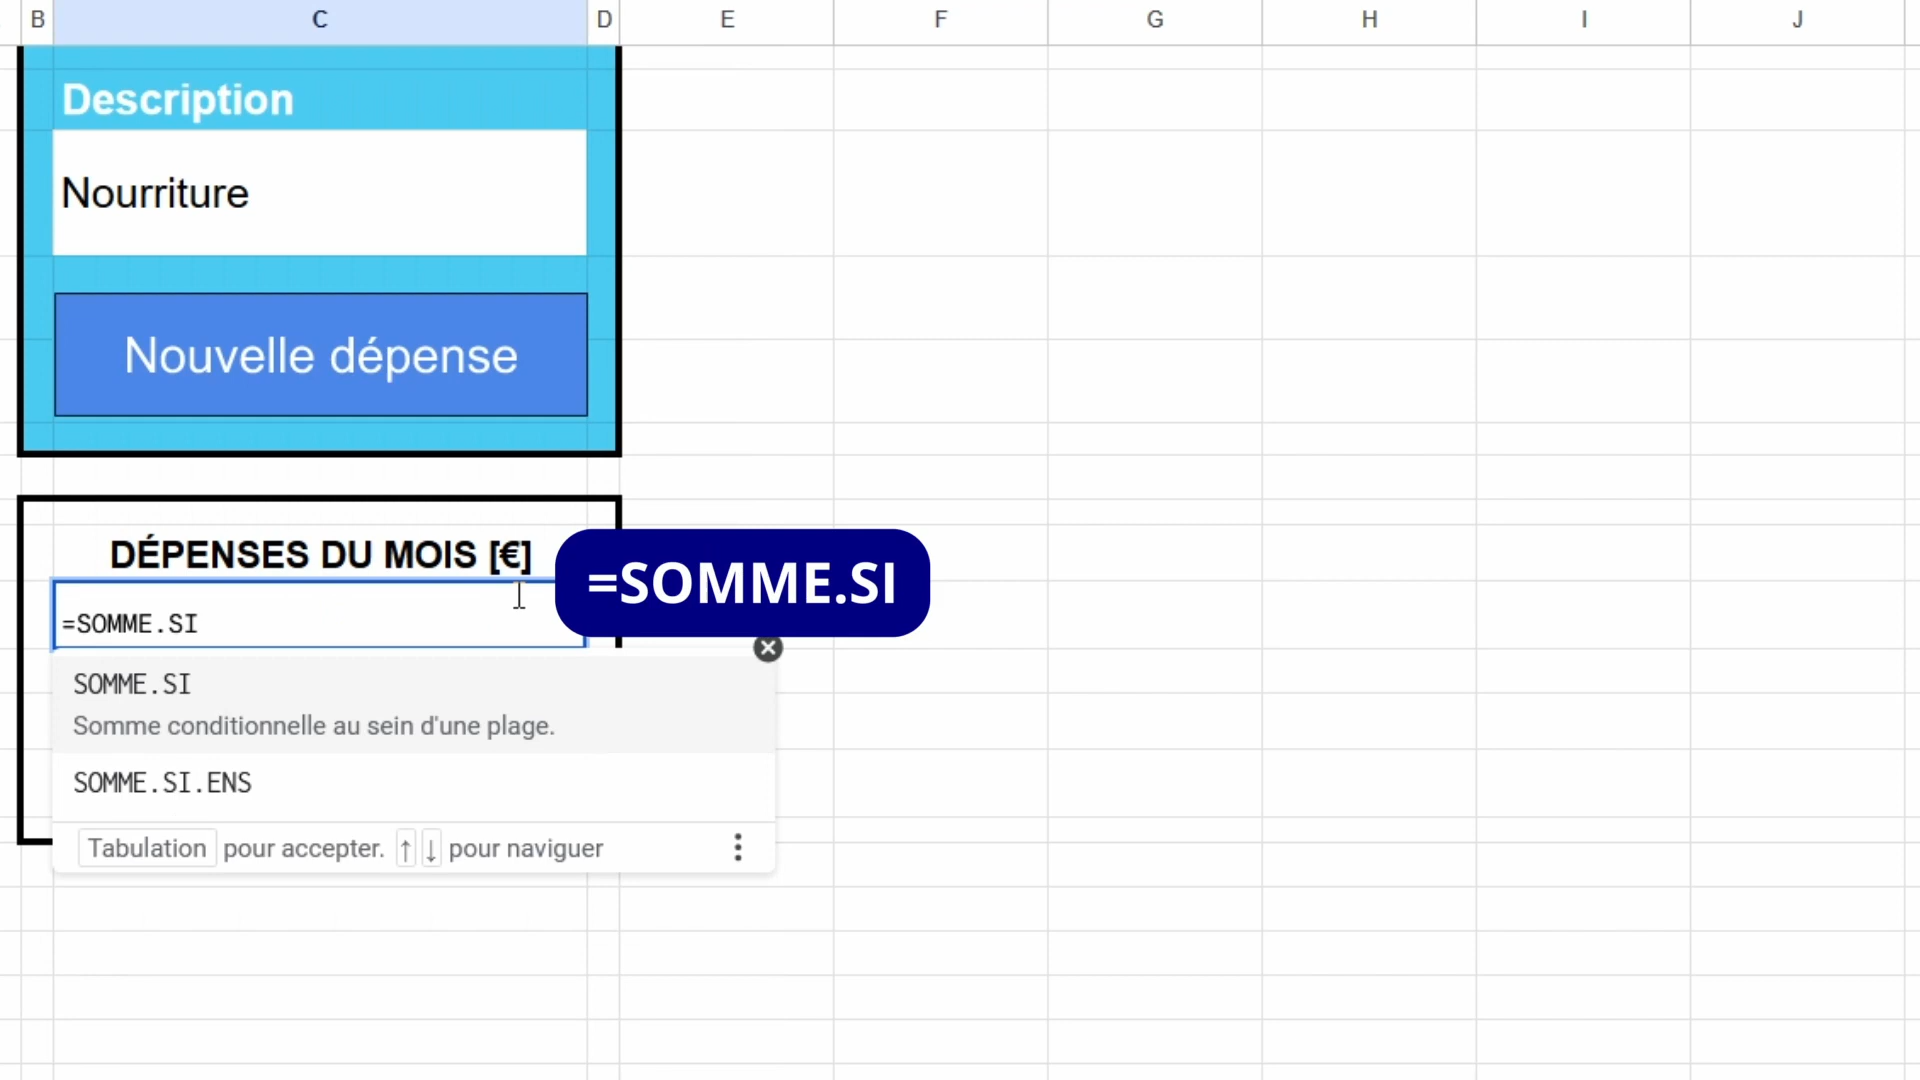 B C D E F G H I J
Description
Nourriture
Nouvelle dépense
DÉPENSES DU MOIS [€]
=SOMME.SI
=SOMME.SI
SOMME.SI
Somme conditionnelle au sein d'une plage.
SOMME.SI.ENS
Tabulation pour accepter. ↑ ↓ pour naviguer